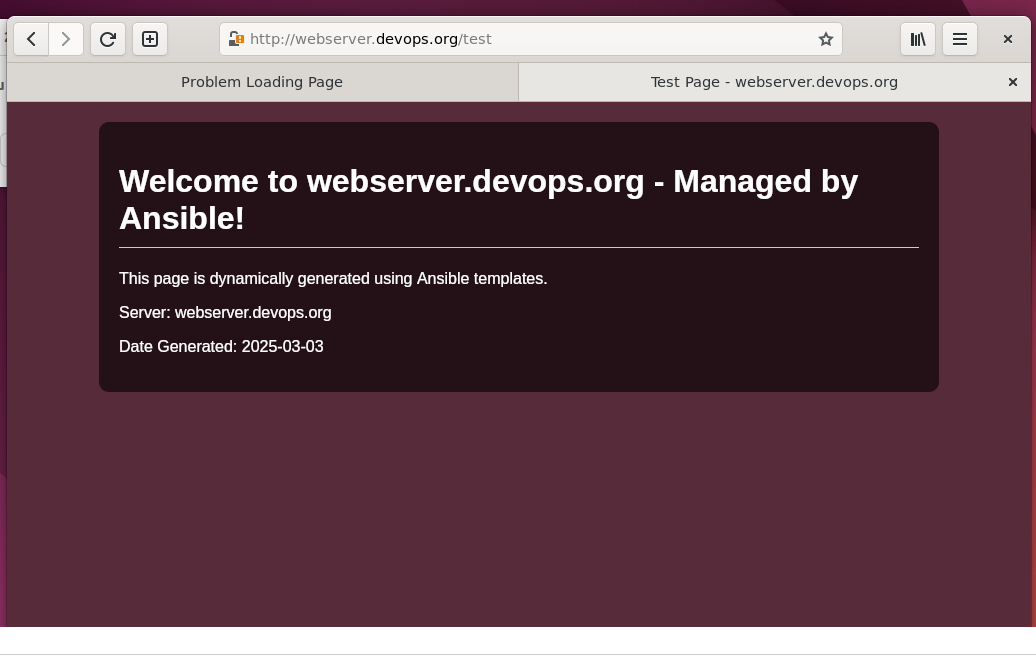 http://webserver.devops.org/test
Problem Loading Page
Test Page - webserver.devops.org
Welcome to webserver.devops.org - Managed by
Ansible!
This page is dynamically generated using Ansible templates.
Server: webserver.devops.org
Date Generated: 2025-03-03